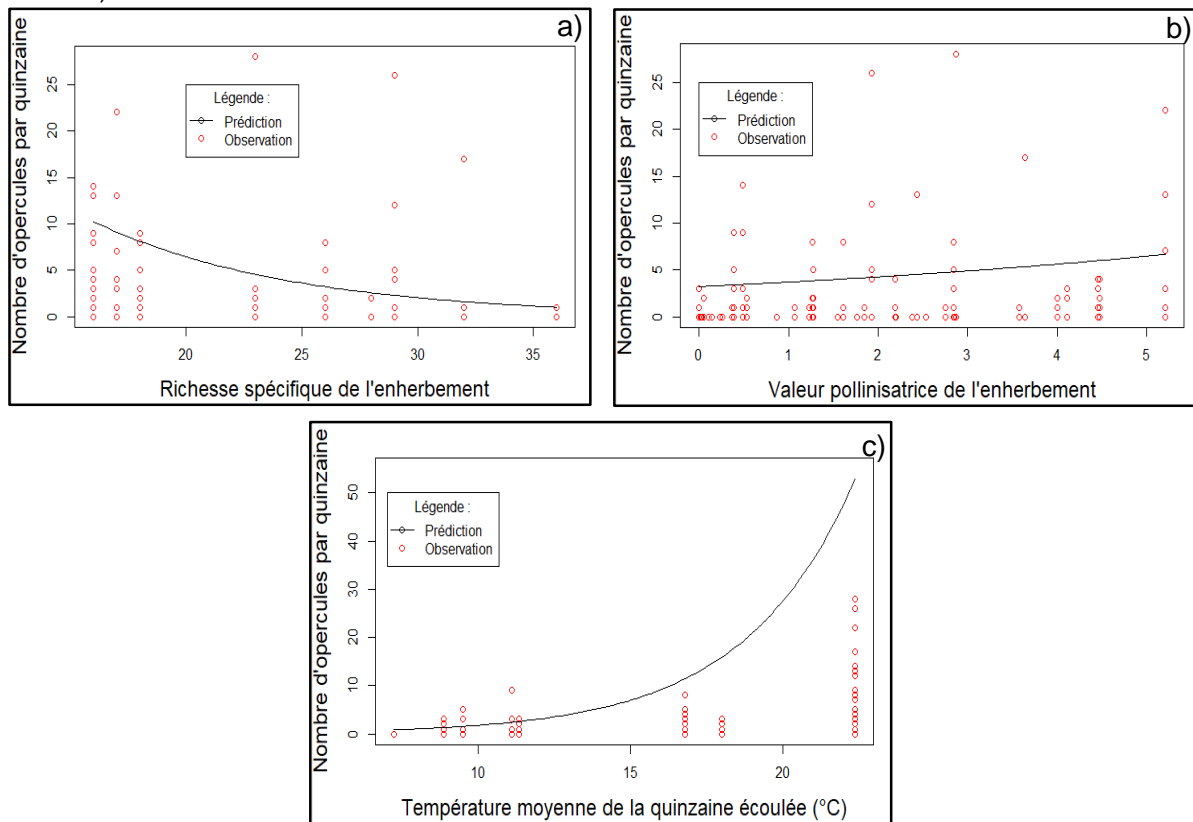 a)
Nombre d'opercules par quinzaine
25
20
15
10
5
0
Légende :
Prédiction
Observation
20
25
30
35
Richesse spécifique de l'enherbement
b)
Nombre d'opercules par quinzaine
25
20
15
10
5
0
Légende :
Prédiction
Observation
0
1
2
3
4
5
Valeur pollinisatrice de l'enherbement
c)
Nombre d'opercules par quinzaine
50
40
30
20
10
0
Légende :
Prédiction
Observation
10
15
20
Température moyenne de la quinzaine écoulée (°C)